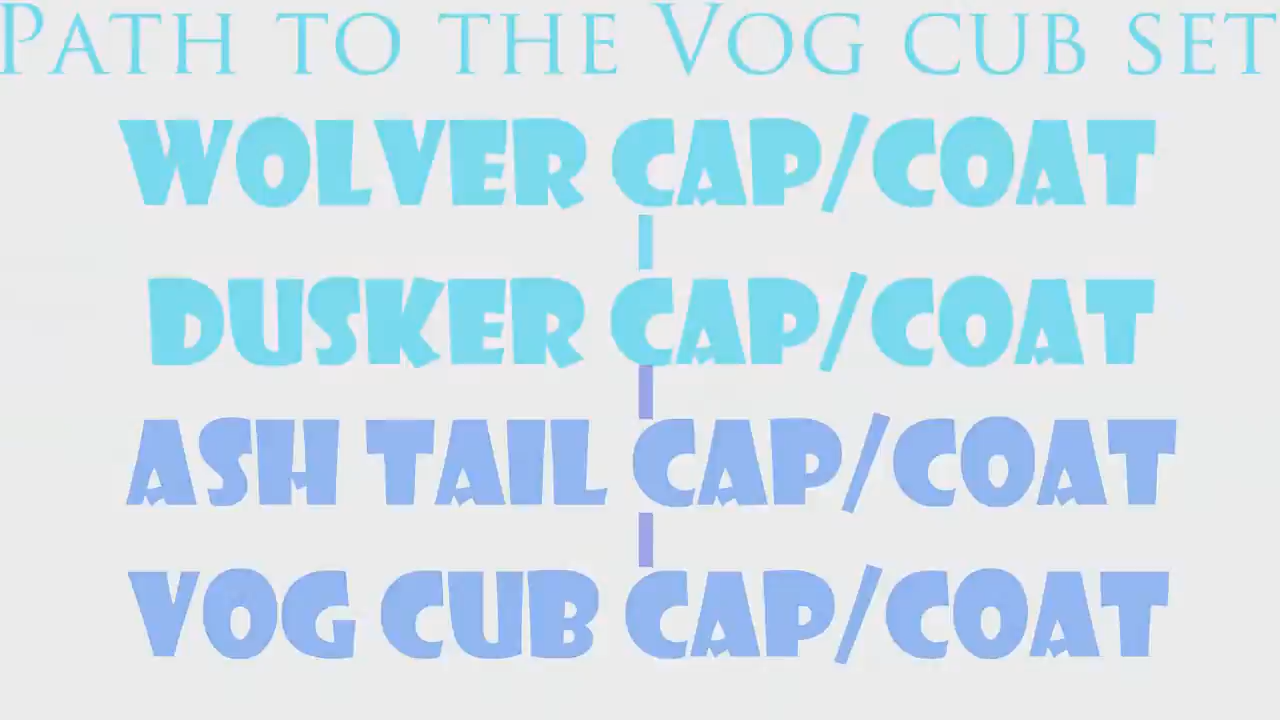 Path to the Vog cub set
WOLVER CAP/COAT
DUSKER CAP/COAT
ASH TAIL CAP/COAT
VOG CUB CAP/COAT